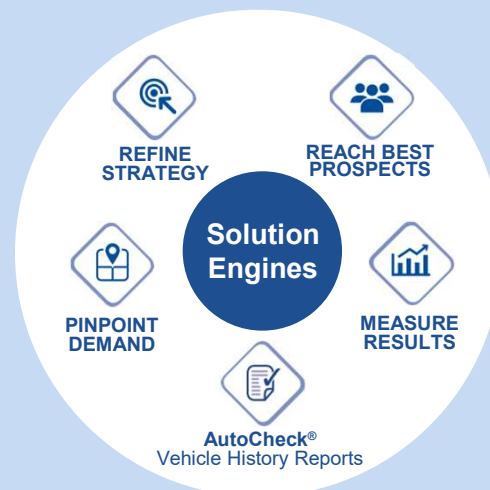 REFINE
STRATEGY
REACH BEST
PROSPECTS
Solution
Engines
PINPOINT
DEMAND
MEASURE
RESULTS
AutoCheck®
Vehicle History Reports